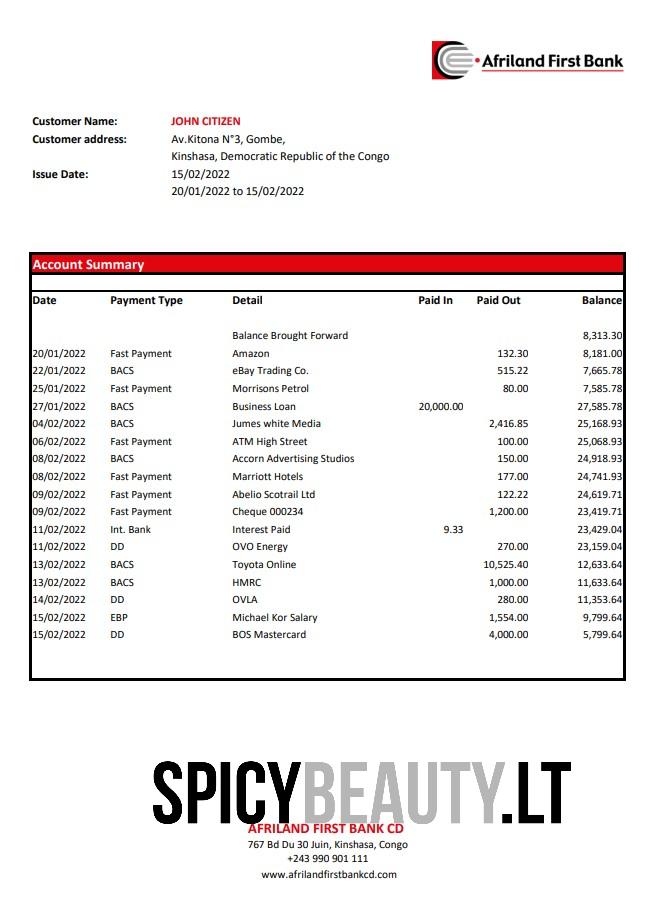 Afriland First Bank
Customer Name: JOHN CITIZEN
Customer address: Av.Kitona N°3, Gombe,
Kinshasa, Democratic Republic of the Congo
Issue Date: 15/02/2022
20/01/2022 to 15/02/2022
Account Summary
Date Payment Type Detail Paid In Paid Out Balance
Balance Brought Forward 8,313.30
20/01/2022 Fast Payment Amazon 132.30 8,181.00
22/01/2022 BACS eBay Trading Co. 515.22 7,665.78
25/01/2022 Fast Payment Morrisons Petrol 80.00 7,585.78
27/01/2022 BACS Business Loan 20,000.00 27,585.78
04/02/2022 BACS Jumes white Media 2,416.85 25,168.93
06/02/2022 Fast Payment ATM High Street 100.00 25,068.93
08/02/2022 BACS Accorn Advertising Studios 150.00 24,918.93
08/02/2022 Fast Payment Marriott Hotels 177.00 24,741.93
09/02/2022 Fast Payment Abelio Scotrail Ltd 122.22 24,619.71
09/02/2022 Fast Payment Cheque 000234 1,200.00 23,419.71
11/02/2022 Int. Bank Interest Paid 9.33 23,429.04
11/02/2022 DD OVO Energy 270.00 23,159.04
13/02/2022 BACS Toyota Online 10,525.40 12,633.64
13/02/2022 BACS HMRC 1,000.00 11,633.64
14/02/2022 DD OVLA 280.00 11,353.64
15/02/2022 EBP Michael Kor Salary 1,554.00 9,799.64
15/02/2022 DD BOS Mastercard 4,000.00 5,799.64
SPICYBEAUTY.LT
AFRILAND FIRST BANK CD
767 Bd Du 30 Juin, Kinshasa, Congo
+243 990 901 111
www.afrilandfirstbankcd.com